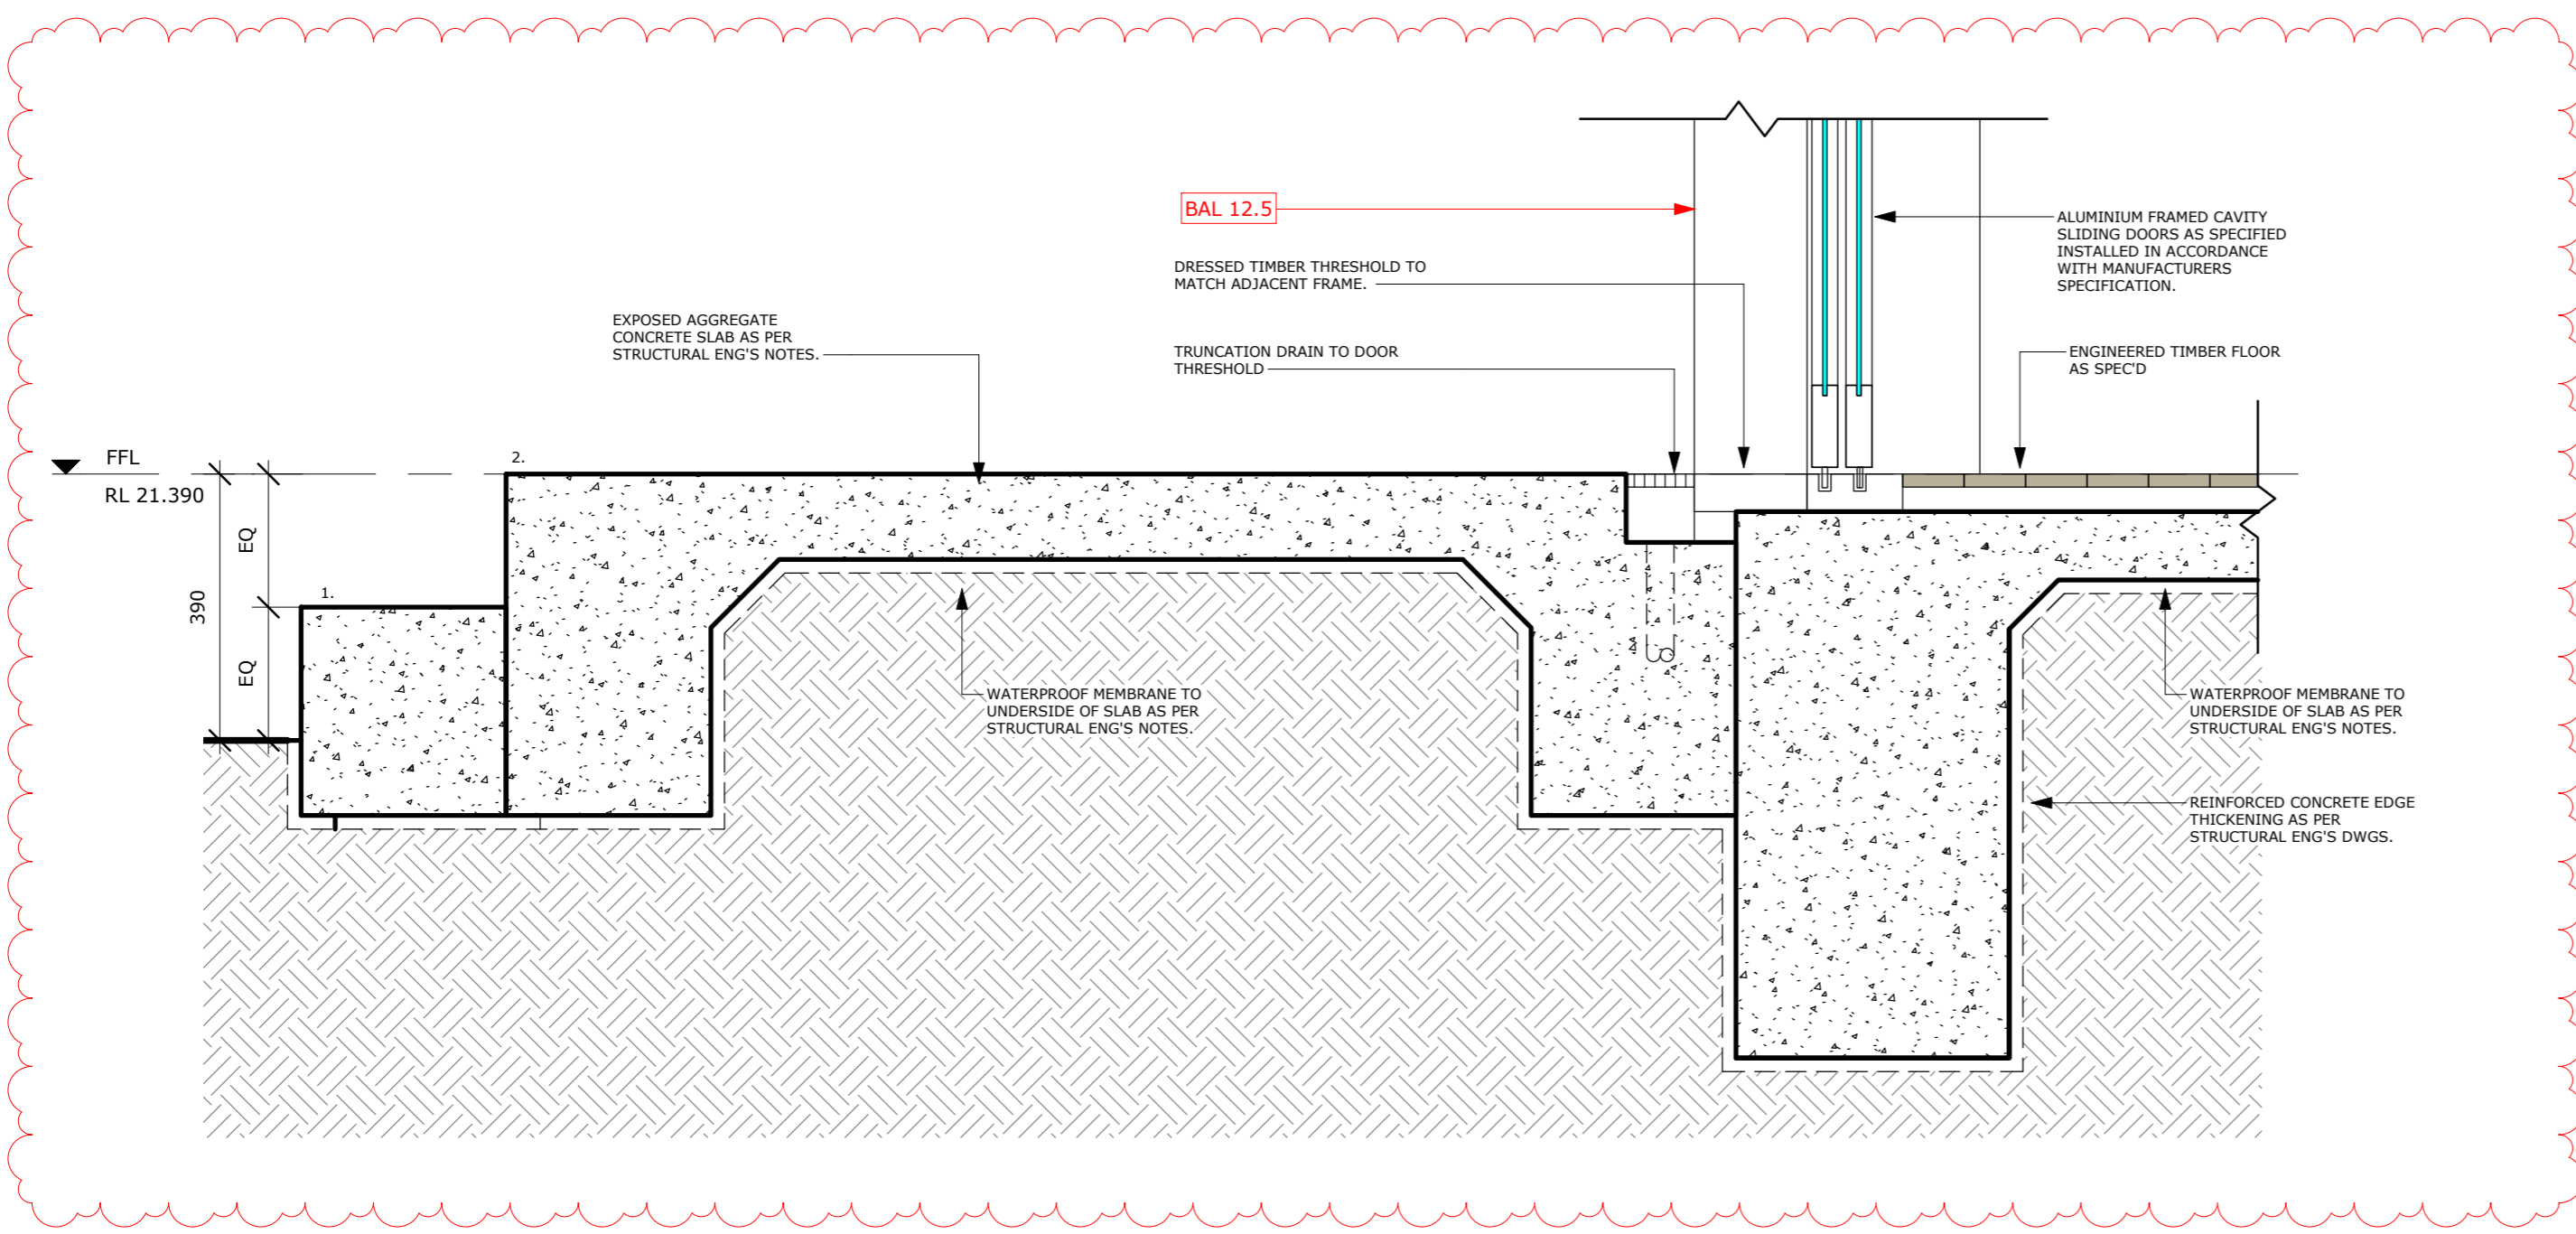 BAL 12.5
ALUMINIUM FRAMED CAVITY
SLIDING DOORS AS SPECIFIED
INSTALLED IN ACCORDANCE
WITH MANUFACTURERS
SPECIFICATION.
DRESSED TIMBER THRESHOLD TO
MATCH ADJACENT FRAME.
EXPOSED AGGREGATE
CONCRETE SLAB AS PER
STRUCTURAL ENG'S NOTES.
TRUNCATION DRAIN TO DOOR
THRESHOLD
ENGINEERED TIMBER FLOOR
AS SPEC'D
FFL
RL 21.390
2.
EQ
1.
390
EQ
WATERPROOF MEMBRANE TO
UNDERSIDE OF SLAB AS PER
STRUCTURAL ENG'S NOTES.
WATERPROOF MEMBRANE TO
UNDERSIDE OF SLAB AS PER
STRUCTURAL ENG'S NOTES.
REINFORCED CONCRETE EDGE
THICKENING AS PER
STRUCTURAL ENG'S DWGS.